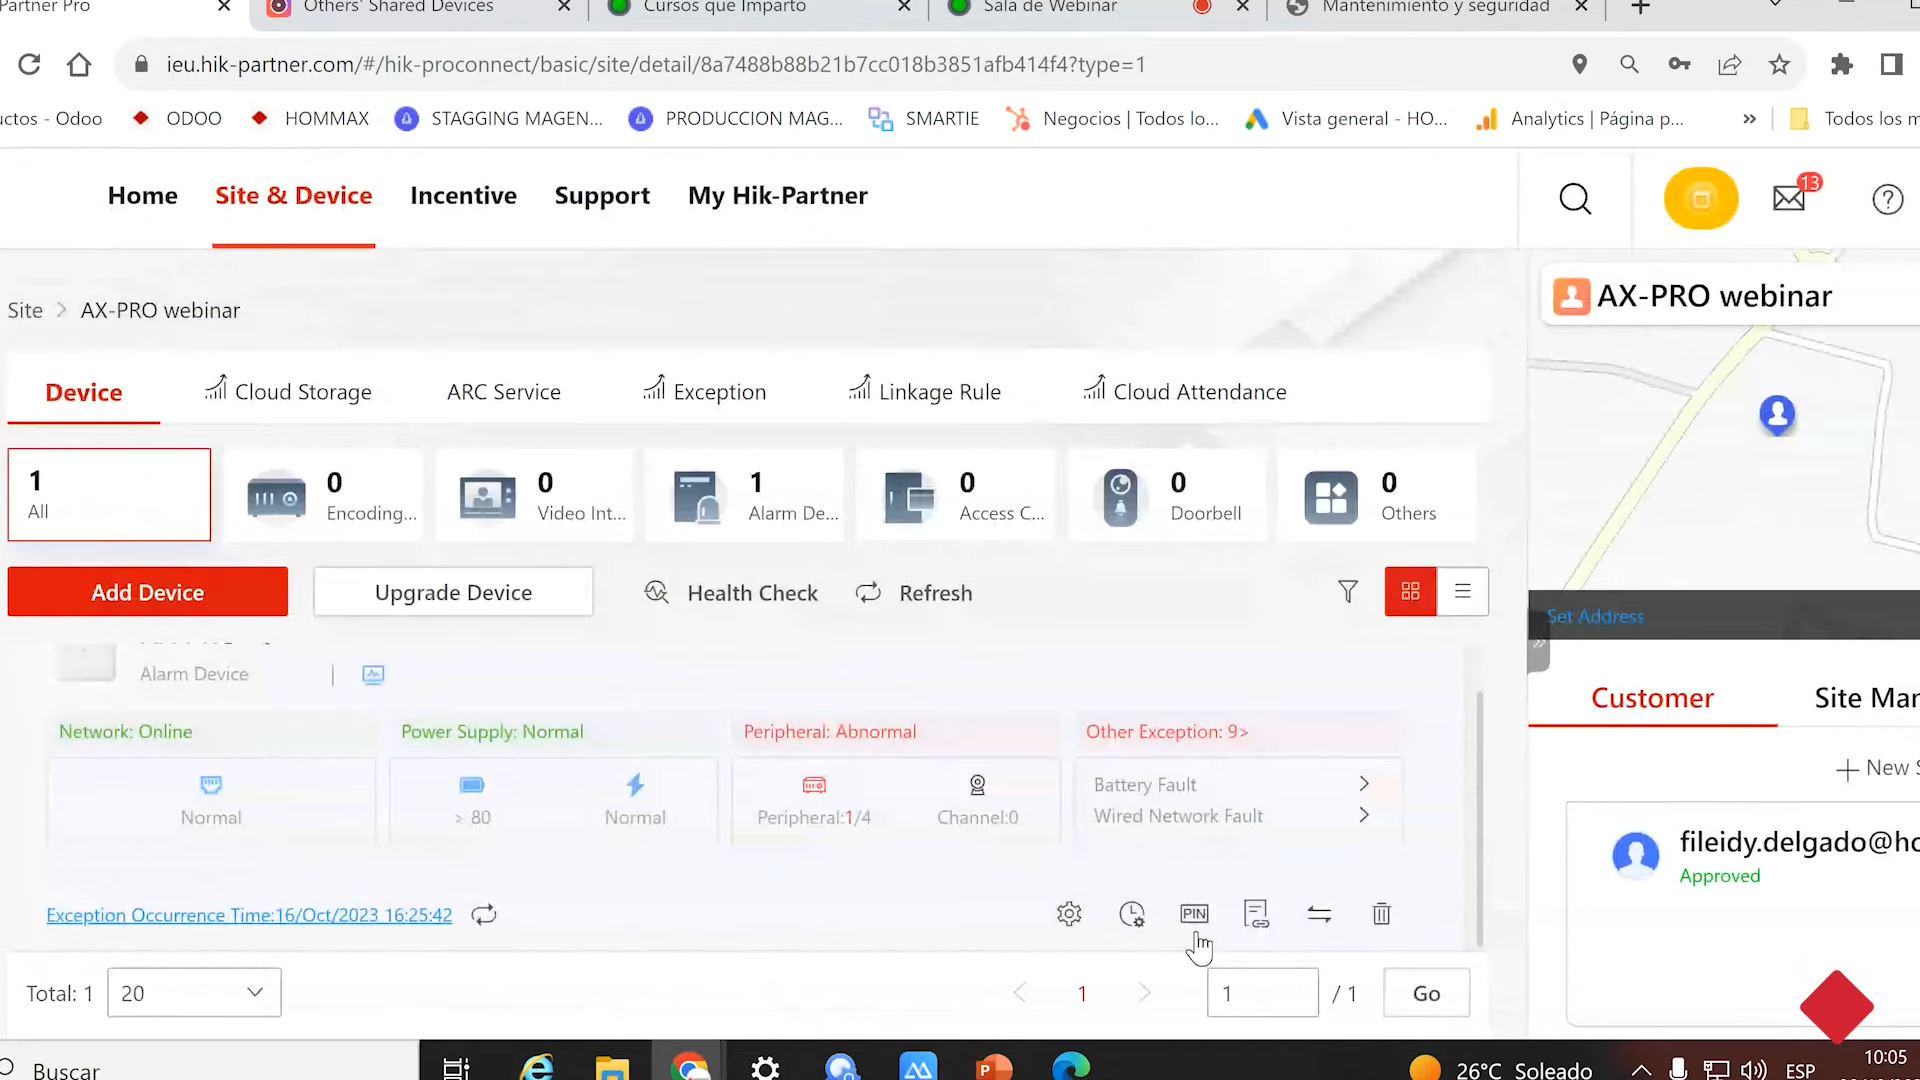 Partner Pro
Others' Shared Devices
Cursos que Imparto
Sala de Webinar
Mantenimiento y seguridad
ieu.hik-partner.com/#/hik-proconnect/basic/site/detail/8a7488b88b21b7cc018b3851afb414f4?type=1
uctos - Odoo
ODOO
HOMMAX
STAGGING MAGEN...
PRODUCCION MAG...
SMARTIE
Negocios | Todos lo...
Vista general - HO...
Analytics | Página p...
»
Todos los m
Home
Site & Device
Incentive
Support
My Hik-Partner
13
Site > AX-PRO webinar
AX-PRO webinar
Device
Cloud Storage
ARC Service
Exception
Linkage Rule
Cloud Attendance
1
All
0
Encoding...
0
Video Int...
1
Alarm De...
0
Access C...
0
Doorbell
0
Others
Add Device
Upgrade Device
Health Check
Refresh
Set Address
Alarm Device
Customer
Site Man
Network: Online
Power Supply: Normal
Peripheral: Abnormal
Other Exception: 9>
Normal
> 80
Normal
Peripheral:1/4
Channel:0
Battery Fault
Wired Network Fault
New S
fileidy.delgado@ho
Approved
Exception Occurrence Time:16/Oct/2023 16:25:42
PIN
Total: 1
20
1
1
/ 1
Go
Buscar
26°C Soleado
ESP
10:05